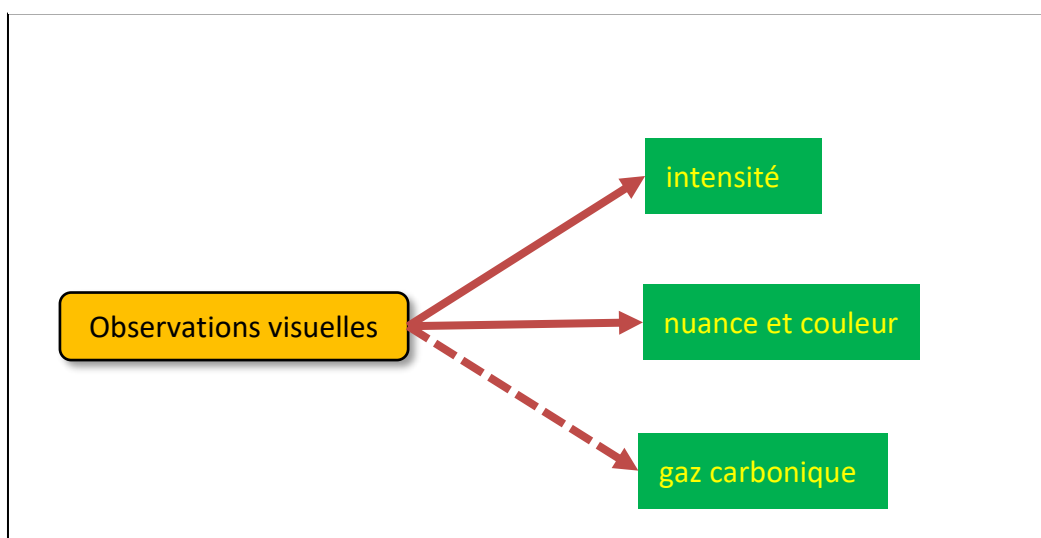 intensité
Observations visuelles
nuance et couleur
gaz carbonique